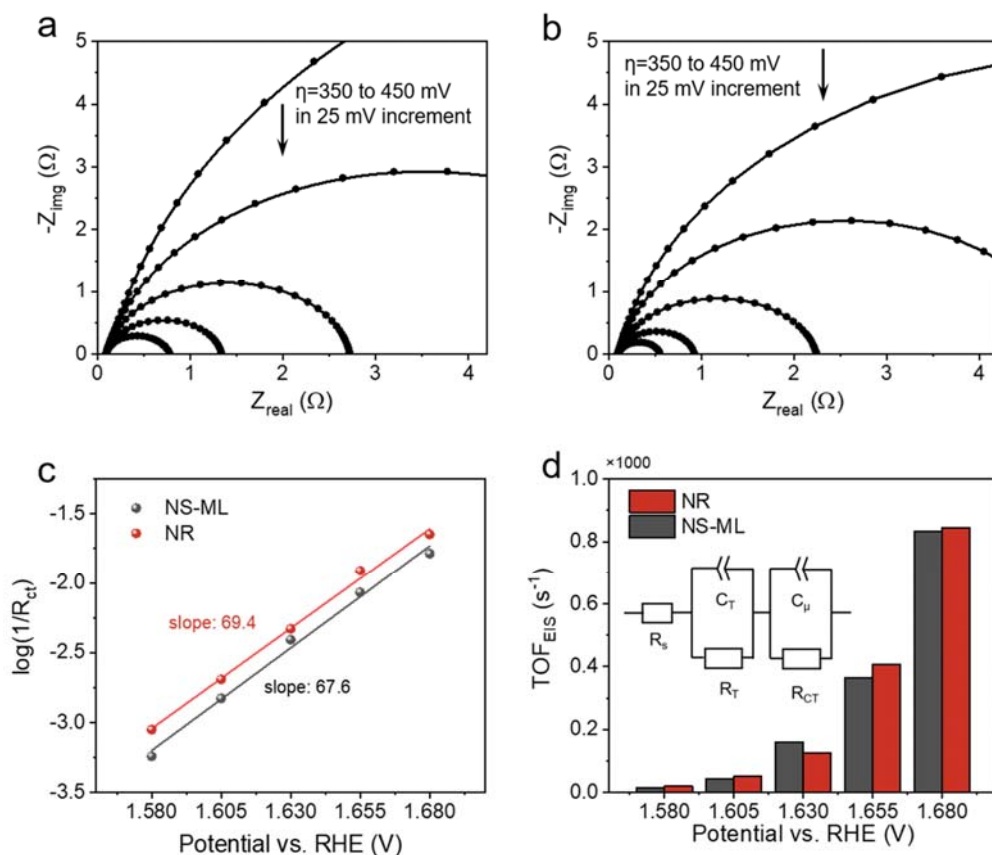 a
5
4
3
2
1
0
-Z_img (Ω)
η=350 to 450 mV
in 25 mV increment
0 1 2 3 4
Z_real (Ω)
b
5
4
3
2
1
0
-Z_img (Ω)
η=350 to 450 mV
in 25 mV increment
0 1 2 3 4
Z_real (Ω)
c
-1.5
-2.0
-2.5
-3.0
-3.5
log(1/R_ct)
NS-ML
NR
slope: 69.4
slope: 67.6
1.580 1.605 1.630 1.655 1.680
Potential vs. RHE (V)
d
×1000
1.0
0.8
0.6
0.4
0.2
0.0
TOF_EIS (s⁻¹)
NR
NS-ML
C_T C_μ
R_s
R_T R_CT
1.580 1.605 1.630 1.655 1.680
Potential vs. RHE (V)